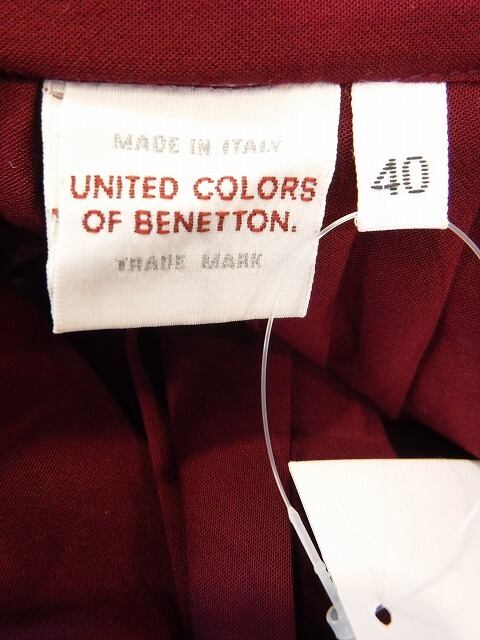 MADE IN ITALY
UNITED COLORS
OF BENETTON.
TRADE MARK
40